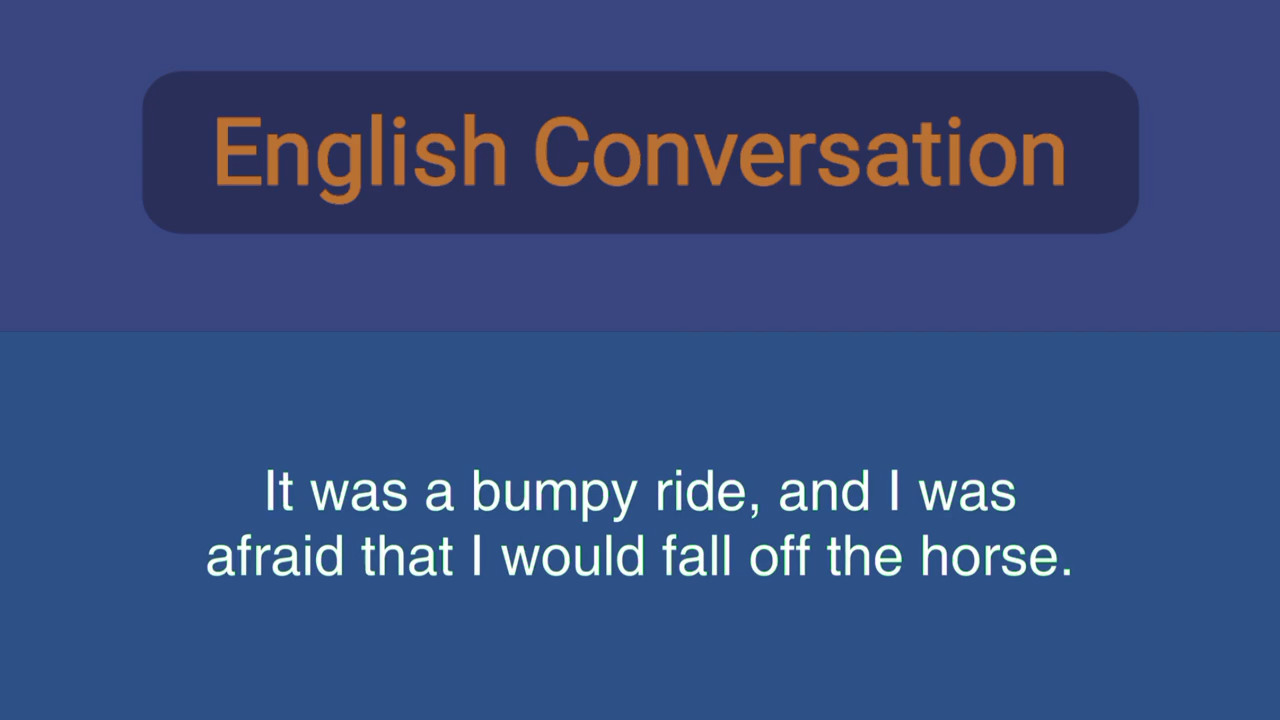 English Conversation
It was a bumpy ride, and I was
afraid that I would fall off the horse.